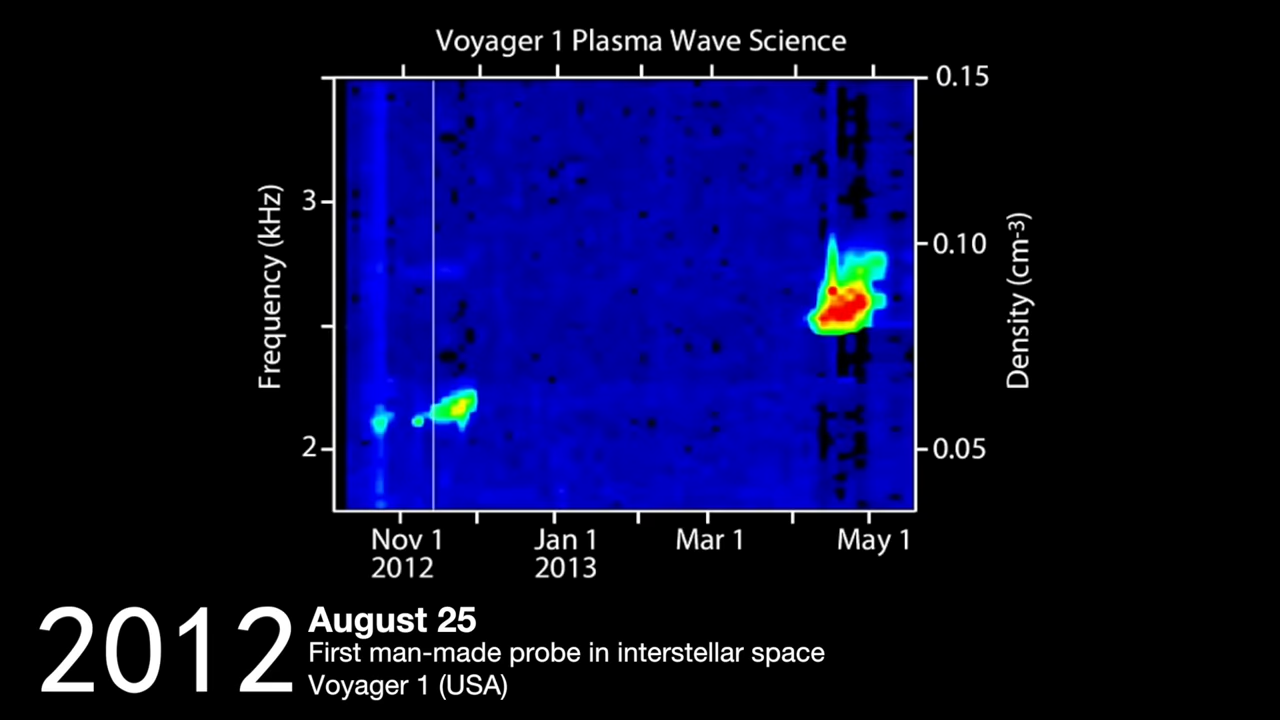 Voyager 1 Plasma Wave Science
0.15
3
0.10
Frequency (kHz)
Density (cm-3)
2
0.05
Nov 1 Jan 1 Mar 1 May 1
2012 2013
2012
August 25
First man-made probe in interstellar space
Voyager 1 (USA)